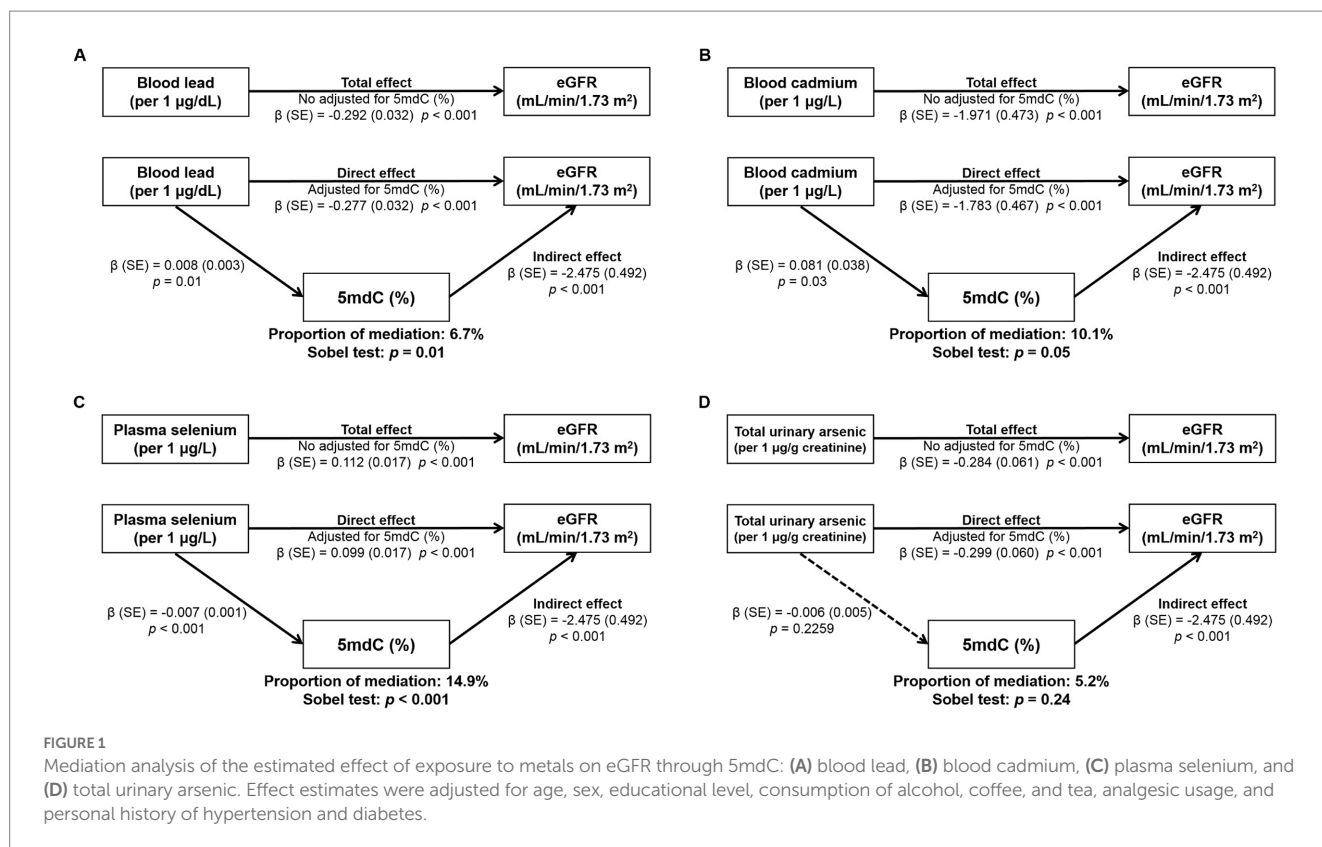 A
Blood lead
(per 1 µg/dL)
Total effect
No adjusted for 5mdC (%)
β (SE) = -0.292 (0.032) p < 0.001
eGFR
(mL/min/1.73 m²)
Blood lead
(per 1 µg/dL)
Direct effect
Adjusted for 5mdC (%)
β (SE) = -0.277 (0.032) p < 0.001
eGFR
(mL/min/1.73 m²)
β (SE) = 0.008 (0.003)
p = 0.01
Indirect effect
β (SE) = -2.475 (0.492)
p < 0.001
5mdC (%)
Proportion of mediation: 6.7%
Sobel test: p = 0.01
B
Blood cadmium
(per 1 µg/L)
Total effect
No adjusted for 5mdC (%)
β (SE) = -1.971 (0.473) p < 0.001
eGFR
(mL/min/1.73 m²)
Blood cadmium
(per 1 µg/L)
Direct effect
Adjusted for 5mdC (%)
β (SE) = -1.783 (0.467) p < 0.001
eGFR
(mL/min/1.73 m²)
β (SE) = 0.081 (0.038)
p = 0.03
Indirect effect
β (SE) = -2.475 (0.492)
p < 0.001
5mdC (%)
Proportion of mediation: 10.1%
Sobel test: p = 0.05
C
Plasma selenium
(per 1 µg/L)
Total effect
No adjusted for 5mdC (%)
β (SE) = 0.112 (0.017) p < 0.001
eGFR
(mL/min/1.73 m²)
Plasma selenium
(per 1 µg/L)
Direct effect
Adjusted for 5mdC (%)
β (SE) = 0.099 (0.017) p < 0.001
eGFR
(mL/min/1.73 m²)
β (SE) = -0.007 (0.001)
p < 0.001
Indirect effect
β (SE) = -2.475 (0.492)
p < 0.001
5mdC (%)
Proportion of mediation: 14.9%
Sobel test: p < 0.001
D
Total urinary arsenic
(per 1 µg/g creatinine)
Total effect
No adjusted for 5mdC (%)
β (SE) = -0.284 (0.061) p < 0.001
eGFR
(mL/min/1.73 m²)
Total urinary arsenic
(per 1 µg/g creatinine)
Direct effect
Adjusted for 5mdC (%)
β (SE) = -0.299 (0.060) p < 0.001
eGFR
(mL/min/1.73 m²)
β (SE) = -0.006 (0.005)
p = 0.2259
Indirect effect
β (SE) = -2.475 (0.492)
p < 0.001
5mdC (%)
Proportion of mediation: 5.2%
Sobel test: p = 0.24
FIGURE 1
Mediation analysis of the estimated effect of exposure to metals on eGFR through 5mdC: (A) blood lead, (B) blood cadmium, (C) plasma selenium, and
(D) total urinary arsenic. Effect estimates were adjusted for age, sex, educational level, consumption of alcohol, coffee, and tea, analgesic usage, and
personal history of hypertension and diabetes.